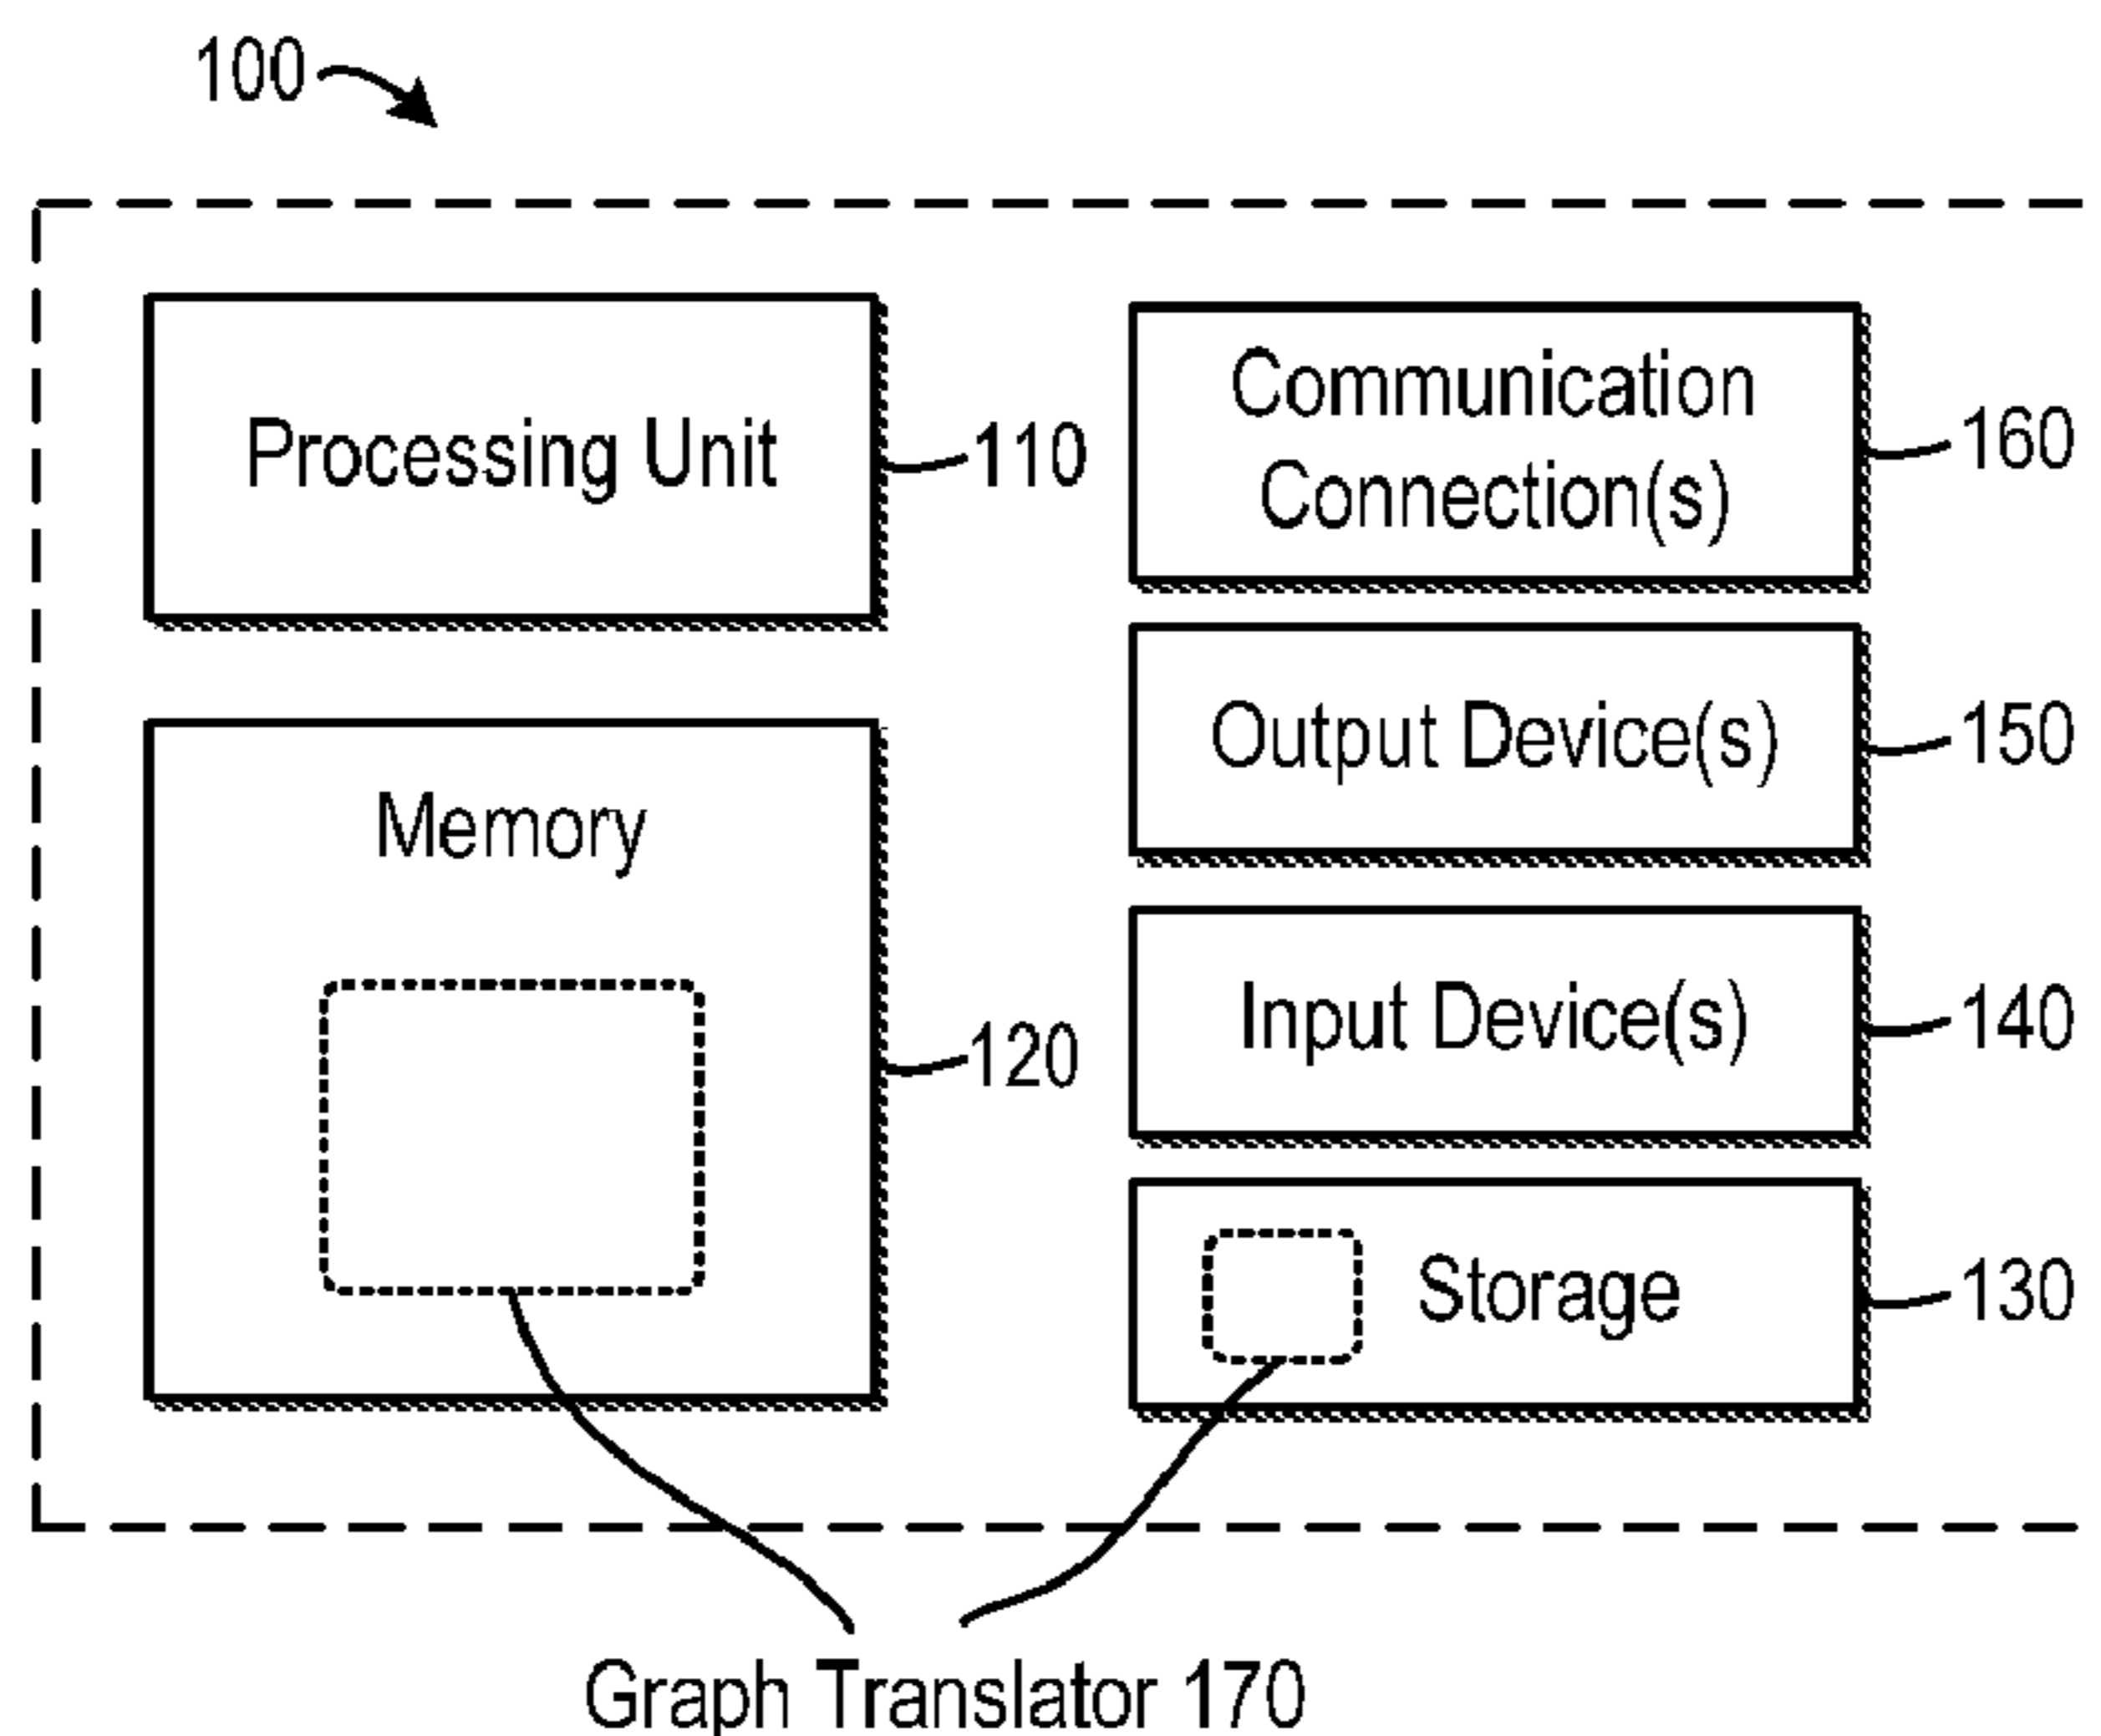 100
Processing Unit
110
Communication
Connection(s)
160
Output Device(s)
150
Memory
120
Input Device(s)
140
Storage
130
Graph Translator 170